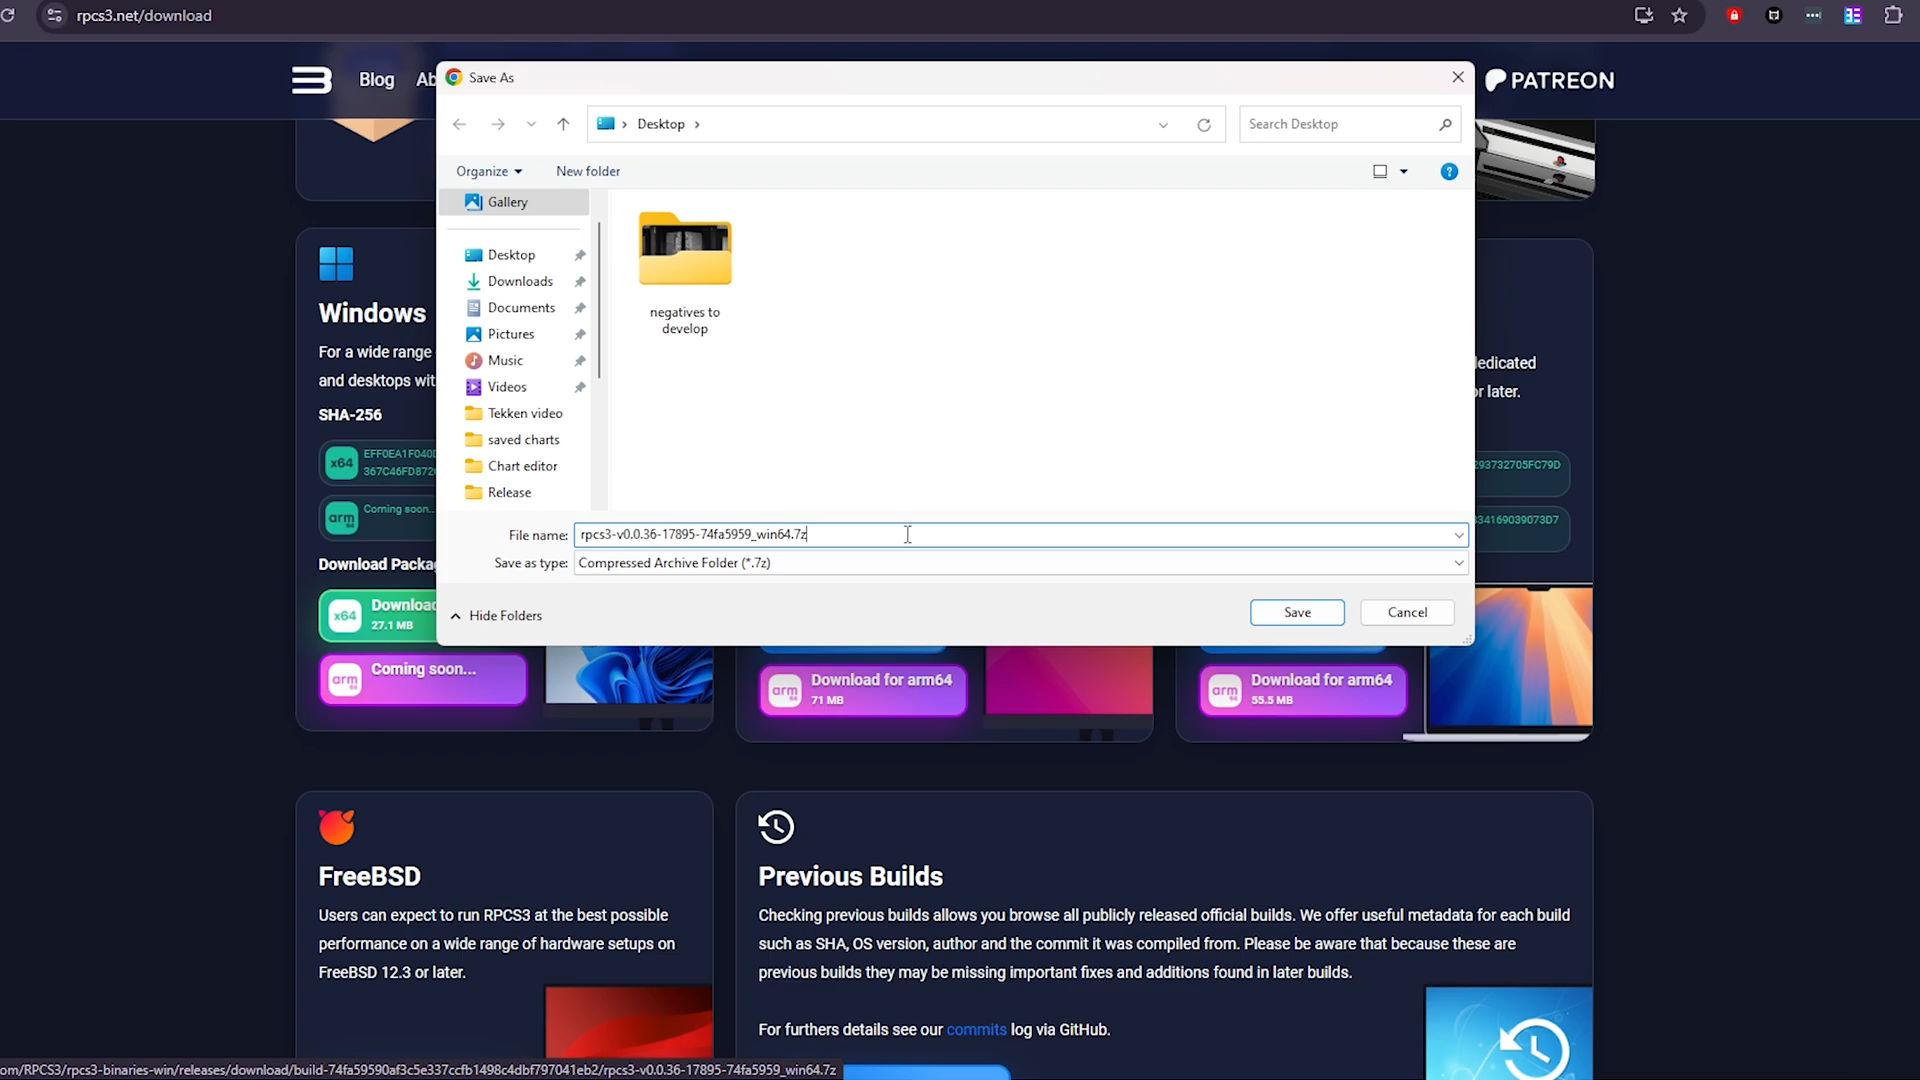 rpcs3.net/download
Blog
Ab
PATREON
Save As
Desktop
Search Desktop
Organize
New folder
Gallery
Desktop
Downloads
Documents
Pictures
Music
Videos
Tekken video
saved charts
Chart editor
Release
negatives to
develop
File name:
rpcs3-v0.0.36-17895-74fa5959_win64.7z
Save as type:
Compressed Archive Folder (*.7z)
Hide Folders
Save
Cancel
Windows
For a wide range
and desktops wit
SHA-256
x64
EFF0EA1F040D
367C46FD872
arm
Coming soon...
Download Packa
x64
Download
27.1 MB
arm
Coming soon...
arm
Download for arm64
71 MB
edicated
or later.
293732705FC79D
334169039073D7
arm
Download for arm64
55.5 MB
FreeBSD
Users can expect to run RPCS3 at the best possible
performance on a wide range of hardware setups on
FreeBSD 12.3 or later.
Previous Builds
Checking previous builds allows you browse all publicly released official builds. We offer useful metadata for each build
such as SHA, OS version, author and the commit it was compiled from. Please be aware that because these are
previous builds they may be missing important fixes and additions found in later builds.
For furthers details see our commits log via GitHub.
om/RPCS3/rpcs3-binaries-win/releases/download/build-74fa59590af3c5e337ccfb1498c4dbf797041eb2/rpcs3-v0.0.36-17895-74fa5959_win64.7z